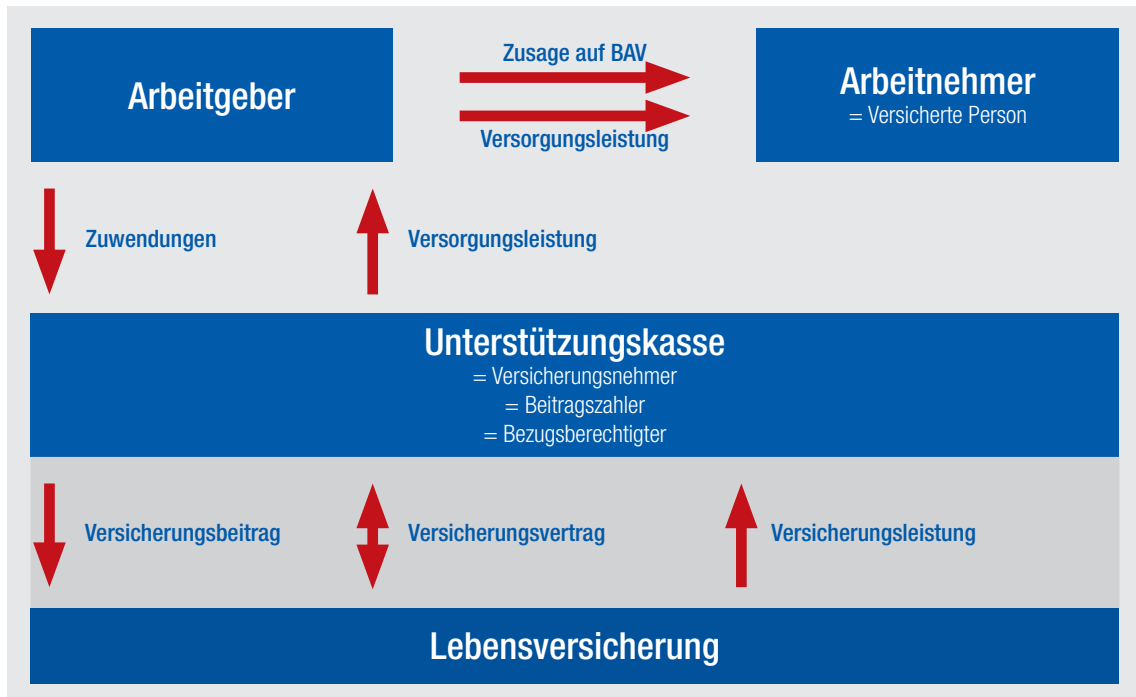 Arbeitgeber
Zusage auf BAV
Versorgungsleistung
Arbeitnehmer
= Versicherte Person
Zuwendungen
Versorgungsleistung
Unterstützungskasse
= Versicherungsnehmer
= Beitragszahler
= Bezugsberechtigter
Versicherungsbeitrag
Versicherungsvertrag
Versicherungsleistung
Lebensversicherung